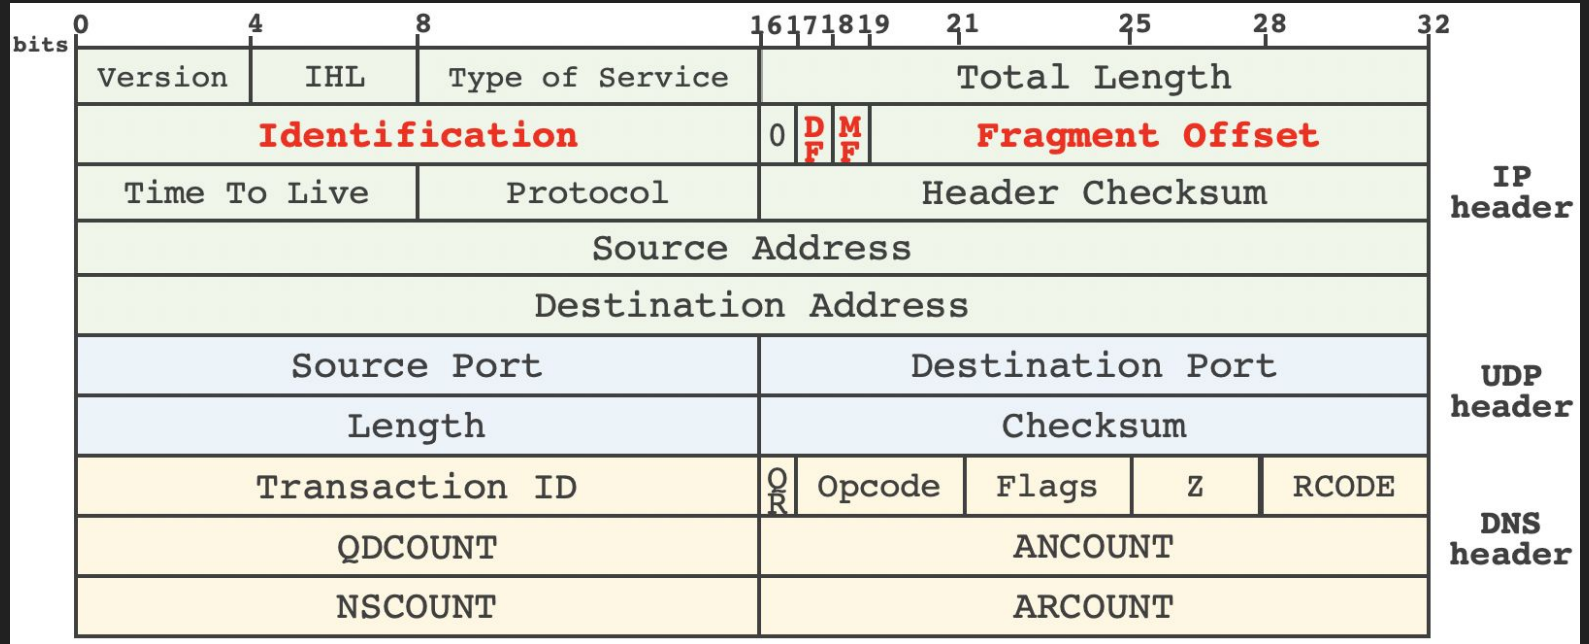 0 4 8 16 17 18 19 21 25 28 32
bits
Version IHL Type of Service Total Length
Identification 0 DF MF Fragment Offset
Time To Live Protocol Header Checksum
Source Address
Destination Address
IP
header
Source Port Destination Port
Length Checksum
UDP
header
Transaction ID QR Opcode Flags Z RCODE
QDCOUNT ANCOUNT
NSCOUNT ARCOUNT
DNS
header